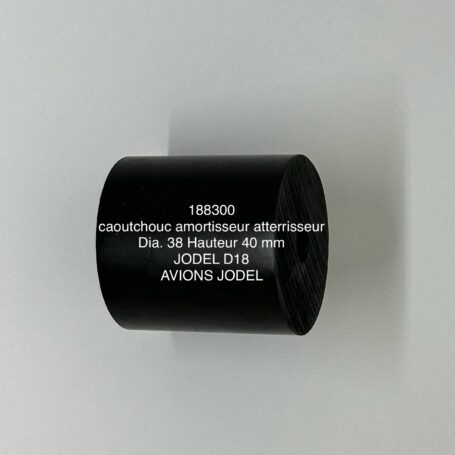 188300
caoutchouc amortisseur atterrisseur
Dia. 38 Hauteur 40 mm
JODEL D18
AVIONS JODEL